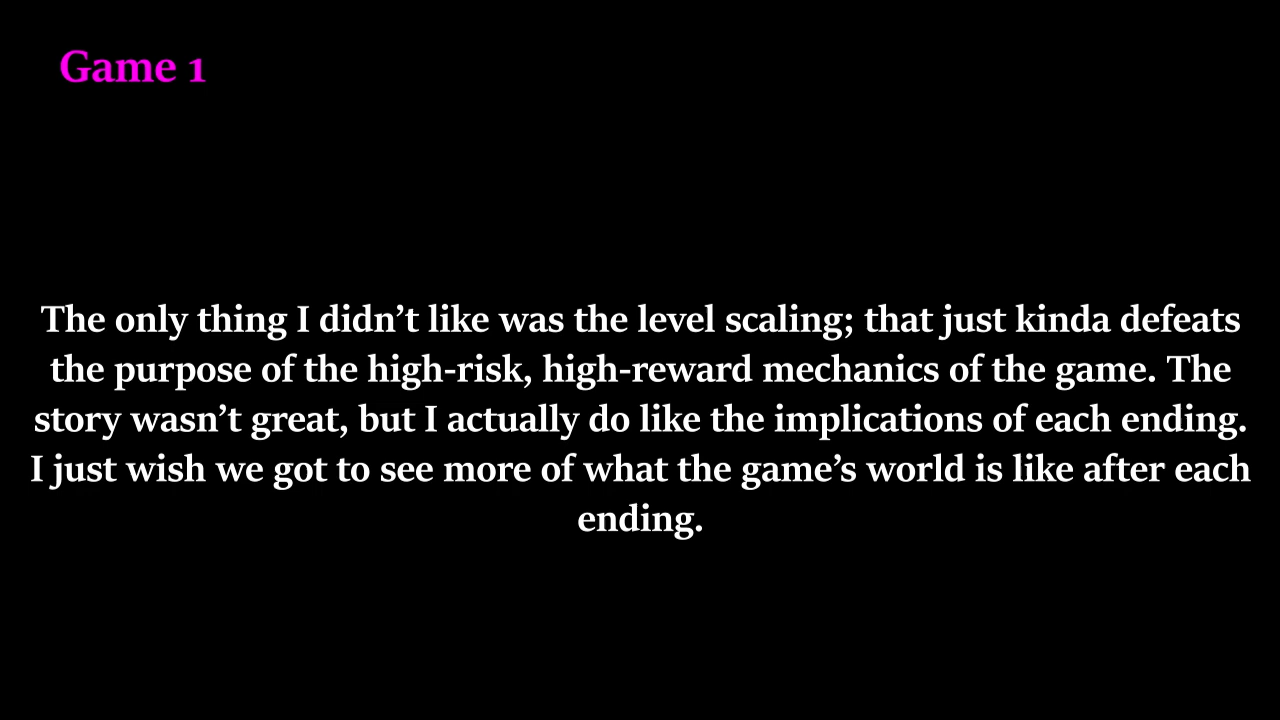 Game 1
The only thing I didn’t like was the level scaling; that just kinda defeats
the purpose of the high-risk, high-reward mechanics of the game. The
story wasn’t great, but I actually do like the implications of each ending.
I just wish we got to see more of what the game’s world is like after each
ending.